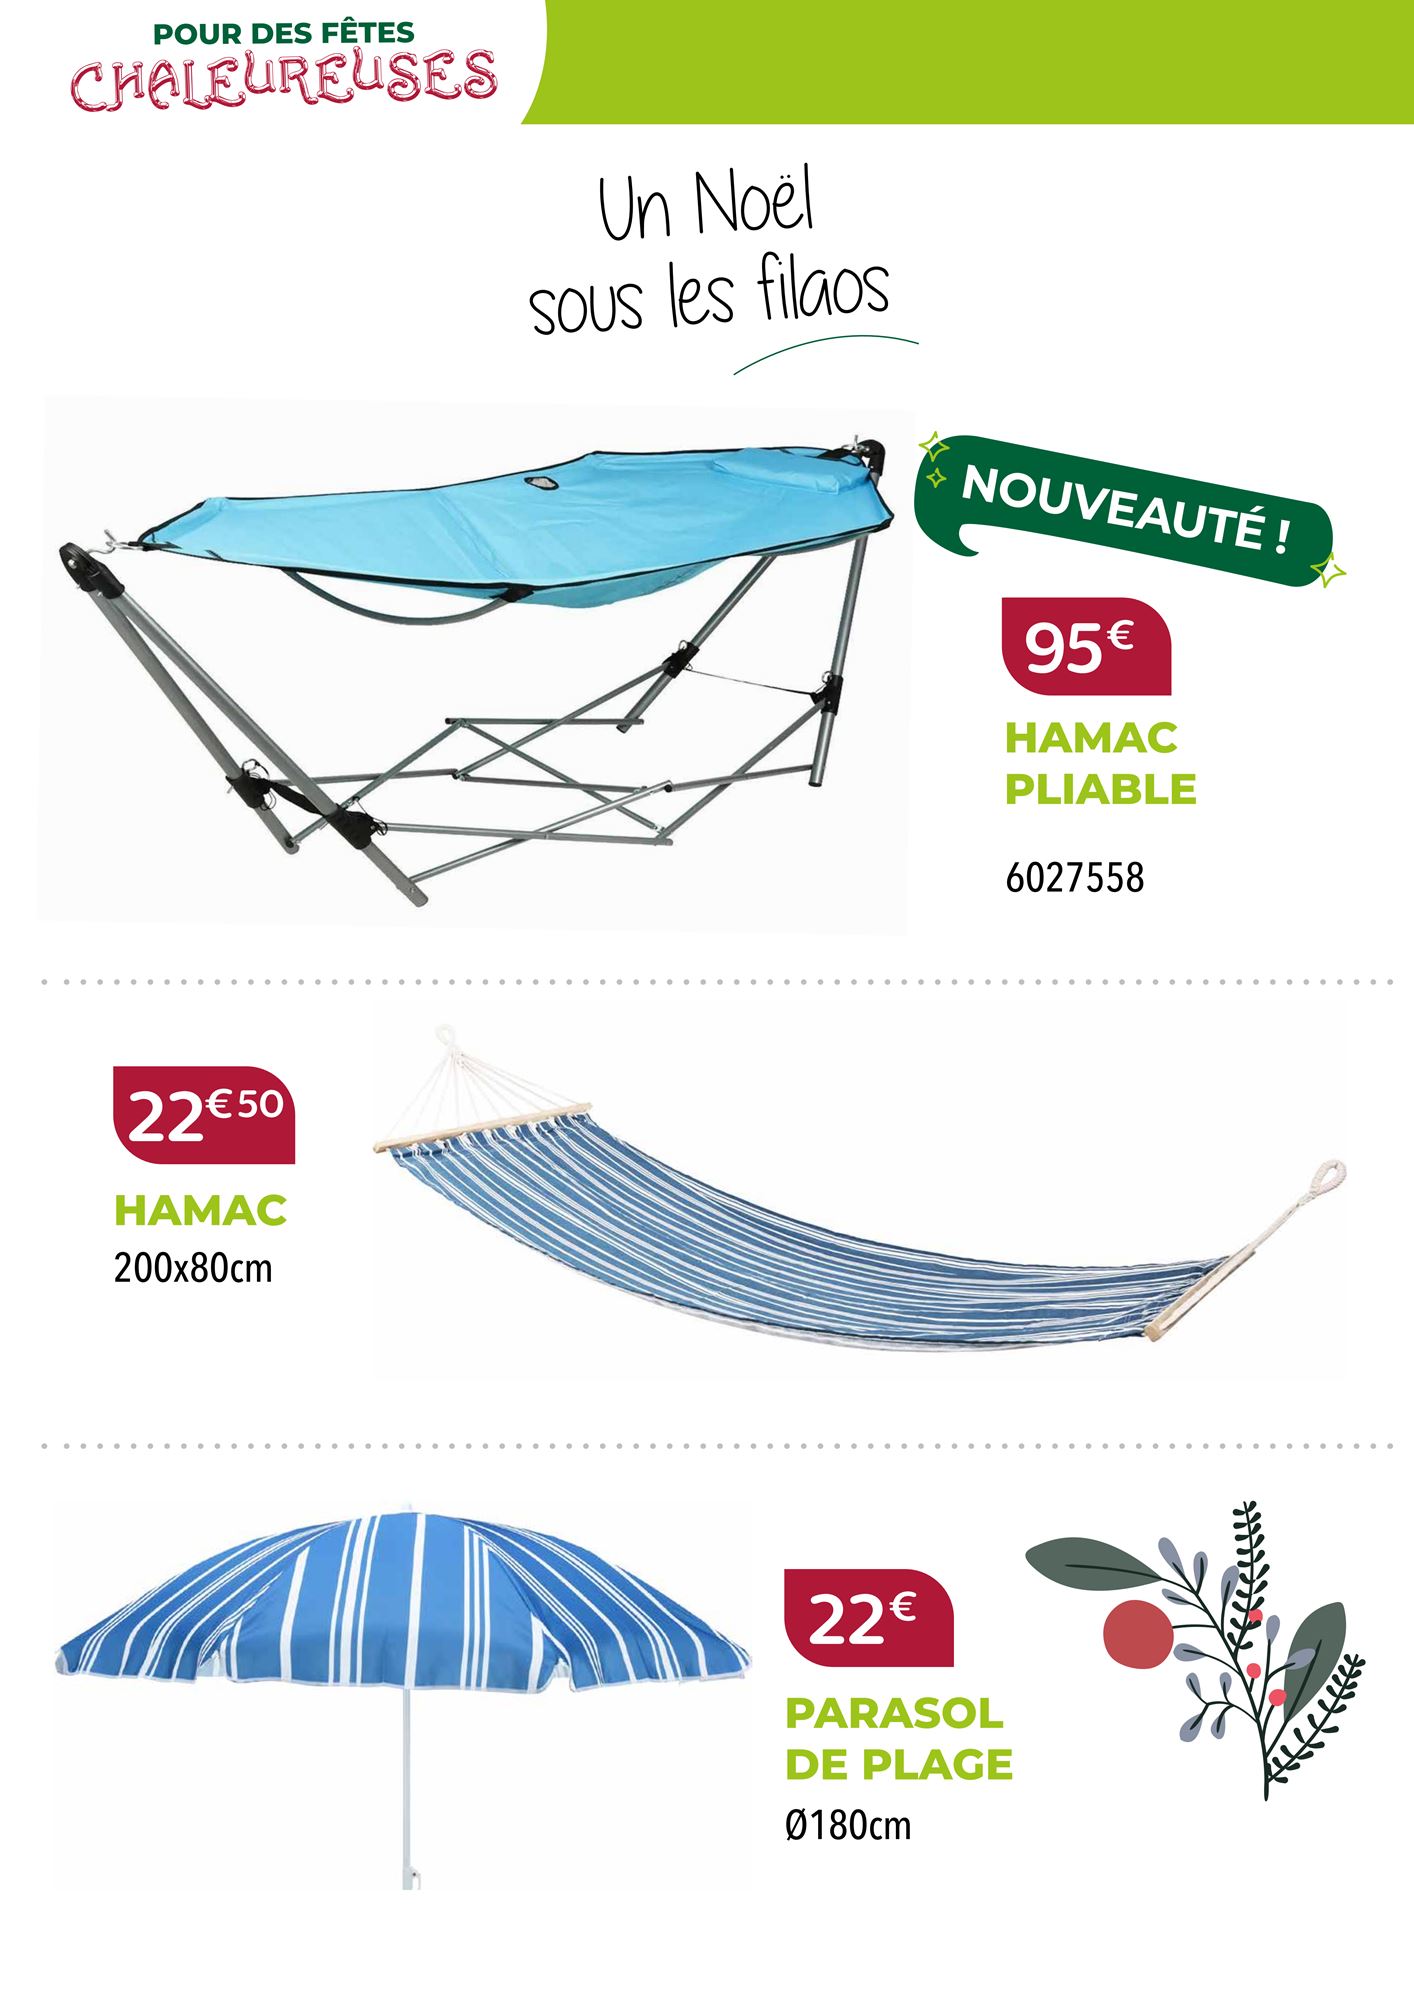 POUR DES FÊTES
CHALEUREUSES
Un Noël
sous les filaos
NOUVEAUTÉ !
95€
HAMAC
PLIABLE
6027558
22€50
HAMAC
200x80cm
22€
PARASOL
DE PLAGE
Ø180cm